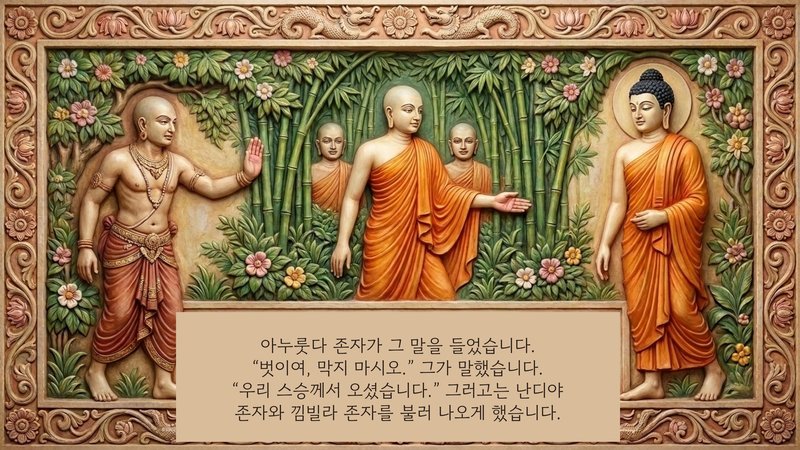 아누룻다 존자가 그 말을 들었습니다.
“벗이여, 막지 마시오.” 그가 말했습니다.
“우리 스승께서 오셨습니다.” 그러고는 난디야
존자와 낌빌라 존자를 불러 나오게 했습니다.